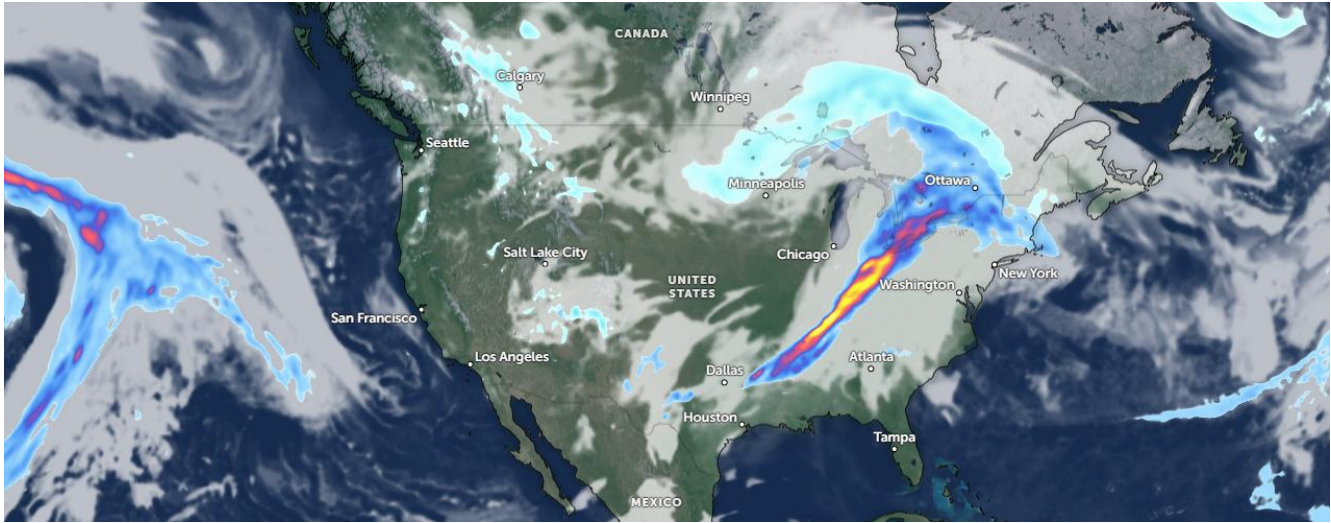 CANADA
Calgary
Winnipeg
Seattle
Minneapolis
Ottawa
Chicago
Salt Lake City
New York
UNITED
STATES
Washington
San Francisco
Los Angeles
Atlanta
Dallas
Houston
Tampa
MEXICO